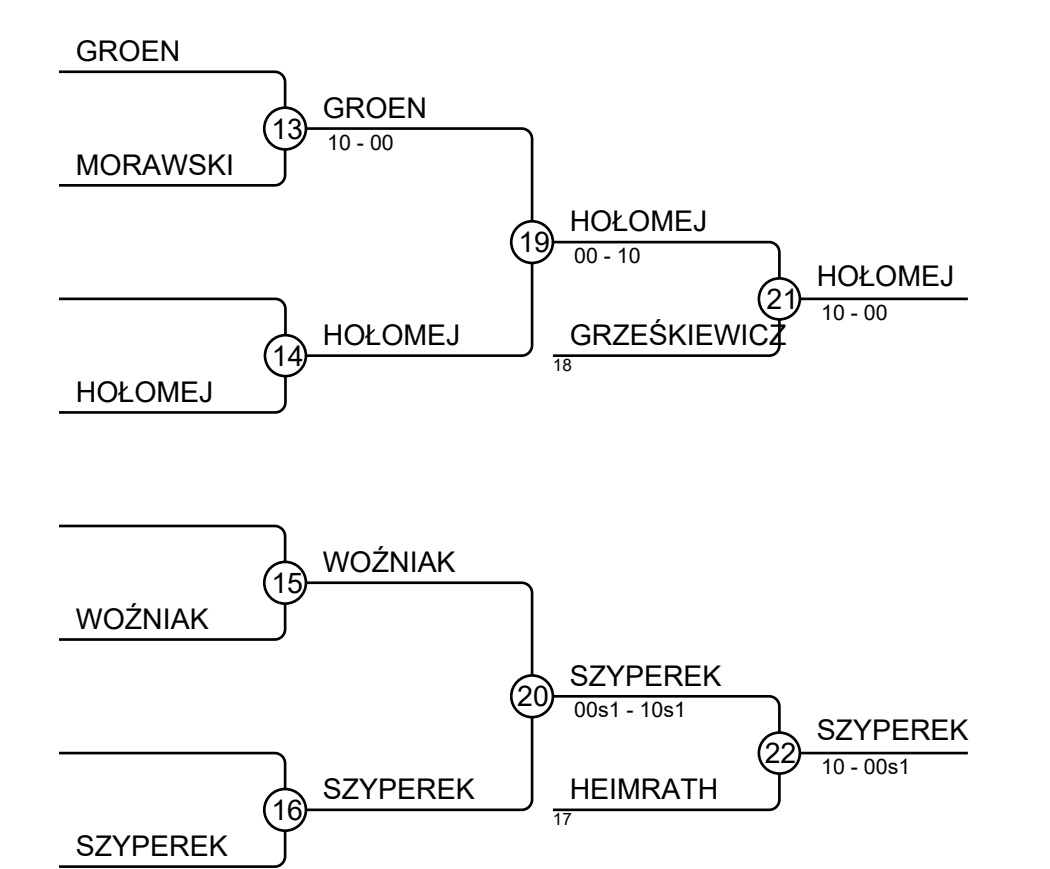 GROEN
GROEN
13
10 - 00
MORAWSKI
HOŁOMEJ
19
00 - 10
HOŁOMEJ
21
10 - 00
HOŁOMEJ
14
GRZEŚKIEWICZ
18
HOŁOMEJ
WOŹNIAK
15
WOŹNIAK
SZYPEREK
20
00s1 - 10s1
SZYPEREK
22
10 - 00s1
SZYPEREK
16
HEIMRATH
17
SZYPEREK